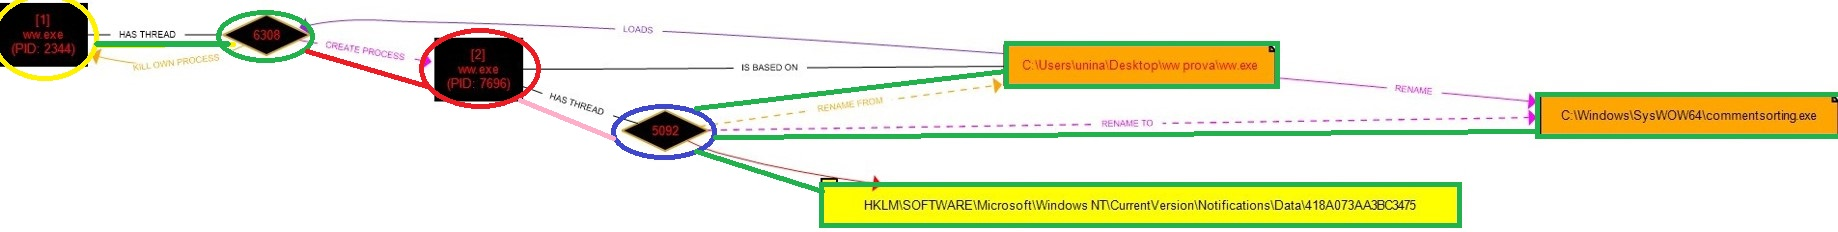 [1]
ww.exe
(PID: 2344)
HAS THREAD
KILL OWN PROCESS
6308
LOADS
CREATE PROCESS
[2]
ww.exe
(PID: 7696)
IS BASED ON
HAS THREAD
5092
RENAME FROM
RENAME TO
C:\Users\unina\Desktop\ww prova\ww.exe
RENAME
C:\Windows\SysWOW64\commentsorting.exe
HKLM\SOFTWARE\Microsoft\Windows NT\CurrentVersion\Notifications\Data\418A073AA3BC3475